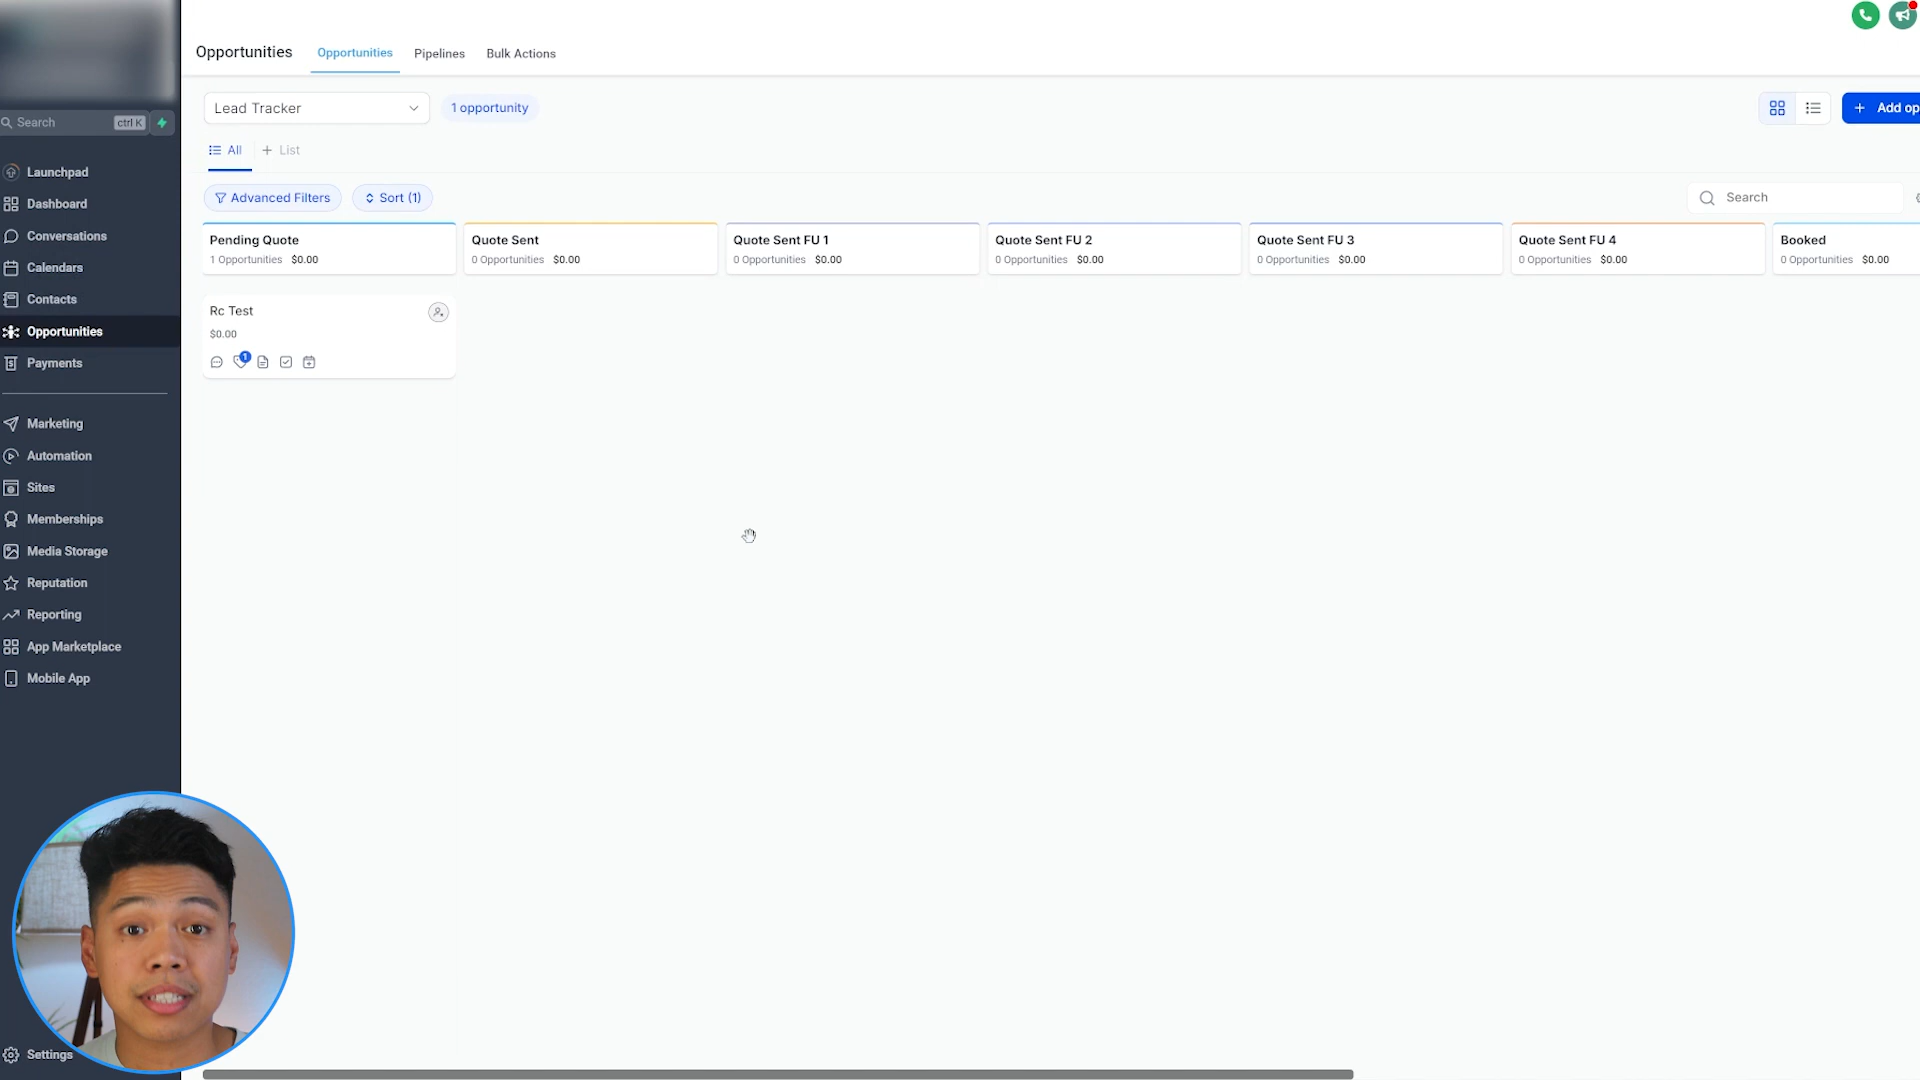 Opportunities
Opportunities
Pipelines
Bulk Actions
Search
ctrl K
Launchpad
Dashboard
Conversations
Calendars
Contacts
Opportunities
Payments
Marketing
Automation
Sites
Memberships
Media Storage
Reputation
Reporting
App Marketplace
Mobile App
Settings
Lead Tracker
1 opportunity
+ Add op
All
+ List
Advanced Filters
Sort (1)
Search
Pending Quote
1 Opportunities $0.00
Quote Sent
0 Opportunities $0.00
Quote Sent FU 1
0 Opportunities $0.00
Quote Sent FU 2
0 Opportunities $0.00
Quote Sent FU 3
0 Opportunities $0.00
Quote Sent FU 4
0 Opportunities $0.00
Booked
0 Opportunities $0.00
Rc Test
$0.00
1